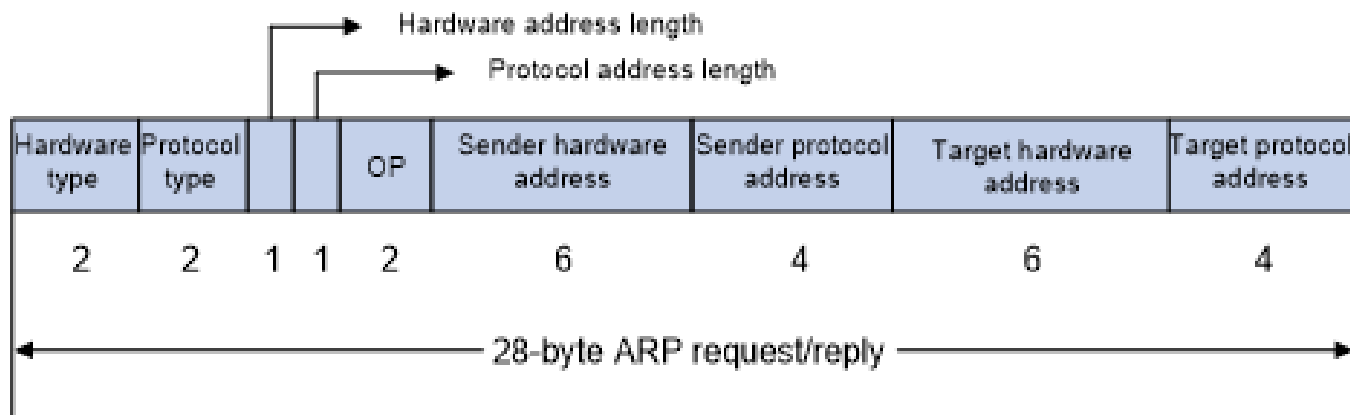 Hardware address length
Protocol address length
Hardware type
Protocol type
OP
Sender hardware address
Sender protocol address
Target hardware address
Target protocol address
2 2 1 1 2 6 4 6 4
28-byte ARP request/reply